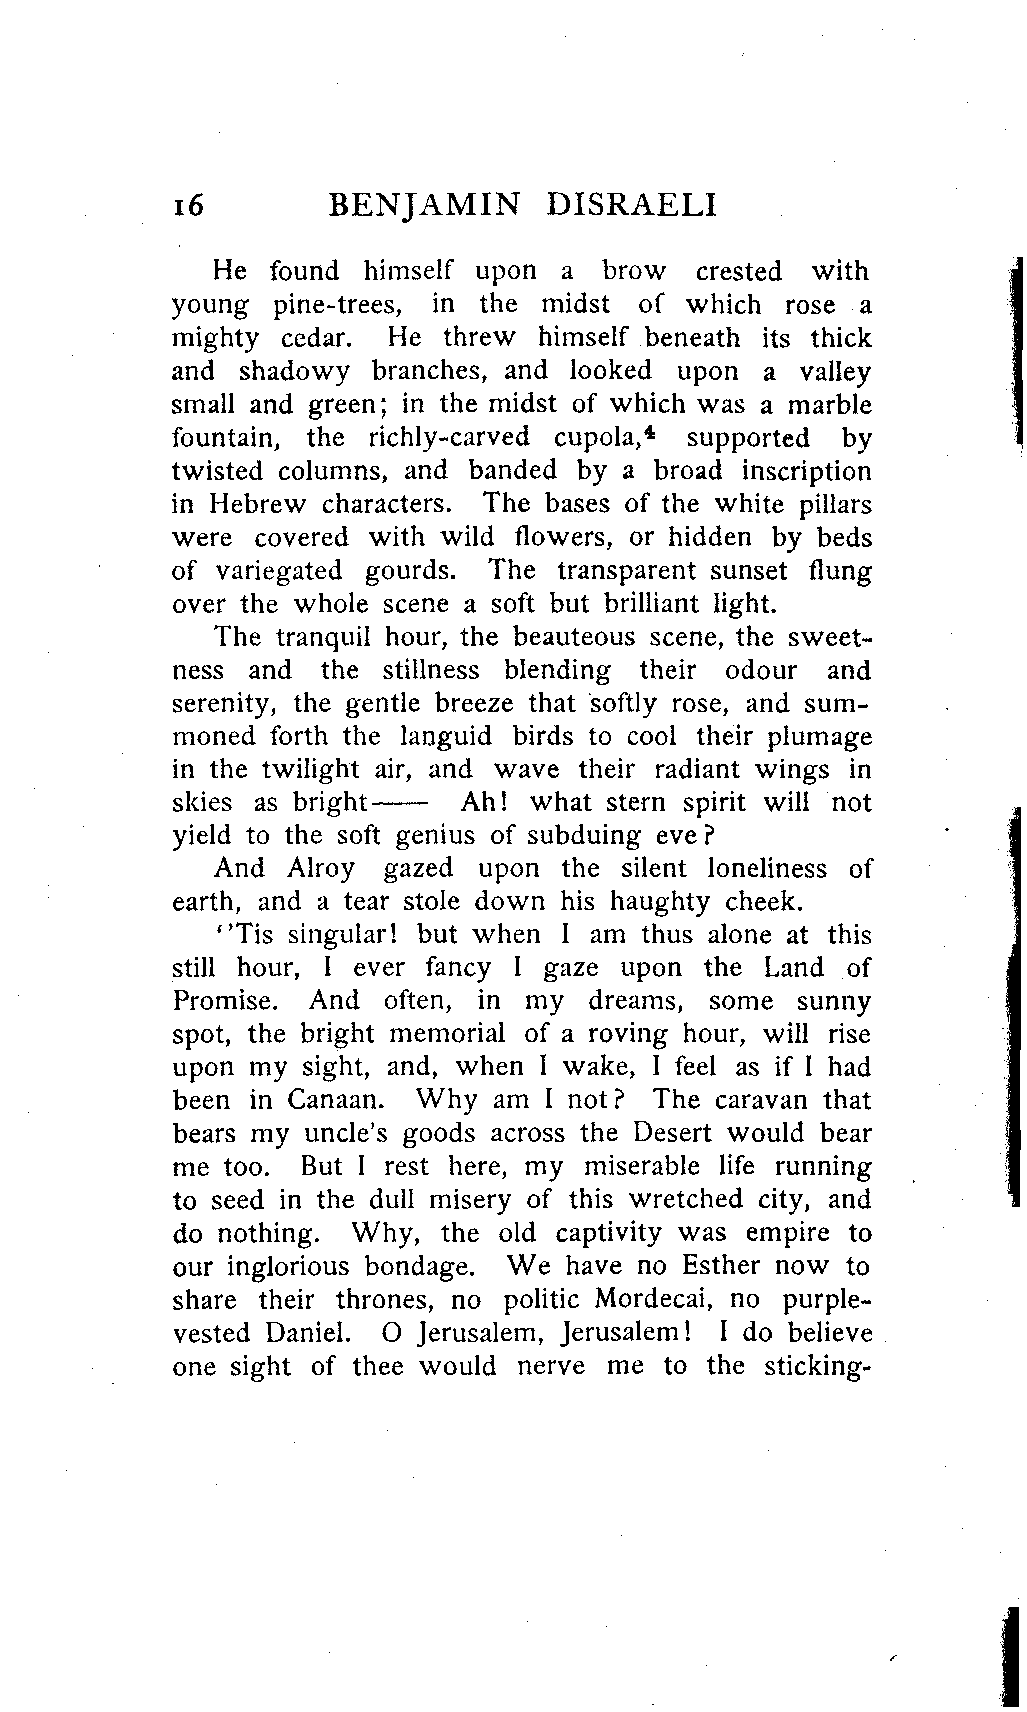 16 BENJAMIN DISRAELI
He found himself upon a brow crested with
young pine-trees, in the midst of which rose a
mighty cedar. He threw himself beneath its thick
and shadowy branches, and looked upon a valley
small and green; in the midst of which was a marble
fountain, the richly-carved cupola,⁴ supported by
twisted columns, and banded by a broad inscription
in Hebrew characters. The bases of the white pillars
were covered with wild flowers, or hidden by beds
of variegated gourds. The transparent sunset flung
over the whole scene a soft but brilliant light.
The tranquil hour, the beauteous scene, the sweet-
ness and the stillness blending their odour and
serenity, the gentle breeze that softly rose, and sum-
moned forth the languid birds to cool their plumage
in the twilight air, and wave their radiant wings in
skies as bright—— Ah! what stern spirit will not
yield to the soft genius of subduing eve?
And Alroy gazed upon the silent loneliness of
earth, and a tear stole down his haughty cheek.
‘’Tis singular! but when I am thus alone at this
still hour, I ever fancy I gaze upon the Land of
Promise. And often, in my dreams, some sunny
spot, the bright memorial of a roving hour, will rise
upon my sight, and, when I wake, I feel as if I had
been in Canaan. Why am I not? The caravan that
bears my uncle's goods across the Desert would bear
me too. But I rest here, my miserable life running
to seed in the dull misery of this wretched city, and
do nothing. Why, the old captivity was empire to
our inglorious bondage. We have no Esther now to
share their thrones, no politic Mordecai, no purple-
vested Daniel. O Jerusalem, Jerusalem! I do believe
one sight of thee would nerve me to the sticking-